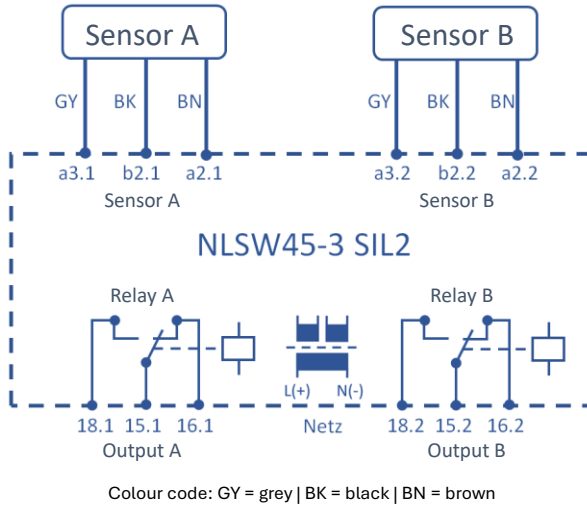 Sensor A Sensor B
GY BK BN GY BK BN
a3.1 b2.1 a2.1 a3.2 b2.2 a2.2
Sensor A Sensor B
NLSW45-3 SIL2
Relay A Relay B
L(+) N(-)
18.1 15.1 16.1 Netz 18.2 15.2 16.2
Output A Output B
Colour code: GY = grey | BK = black | BN = brown